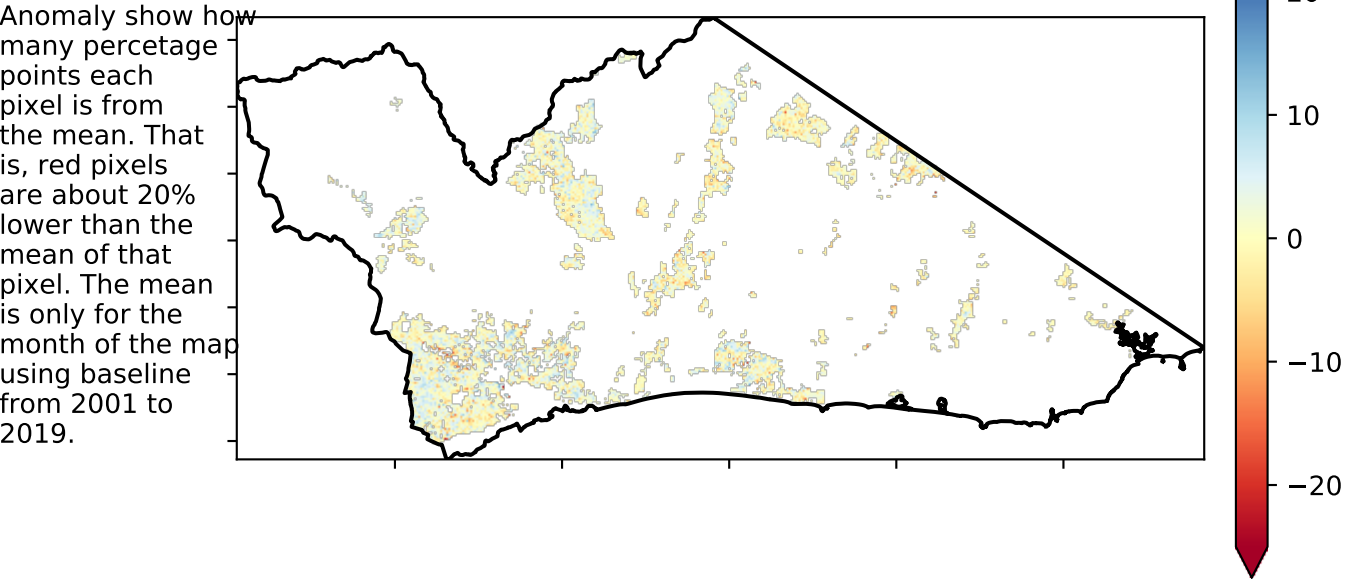 Anomaly show how
many percetage
points each
pixel is from
the mean. That
is, red pixels
are about 20%
lower than the
mean of that
pixel. The mean
is only for the
month of the map
using baseline
from 2001 to
2019.
10
0
−10
−20